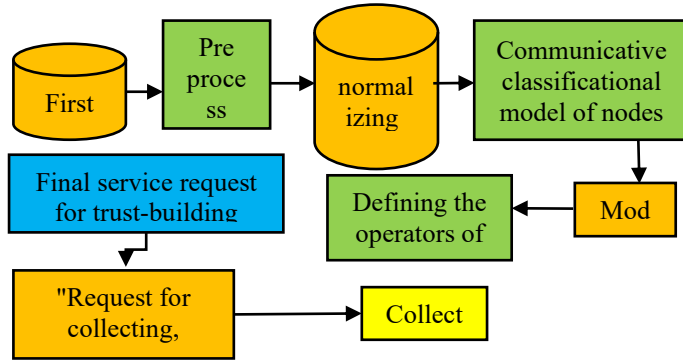 First
Pre
proce
ss
normal
izing
Communicative
classificational
model of nodes
Final service request
for trust-building
Defining the
operators of
Mod
"Request for
collecting,
Collect